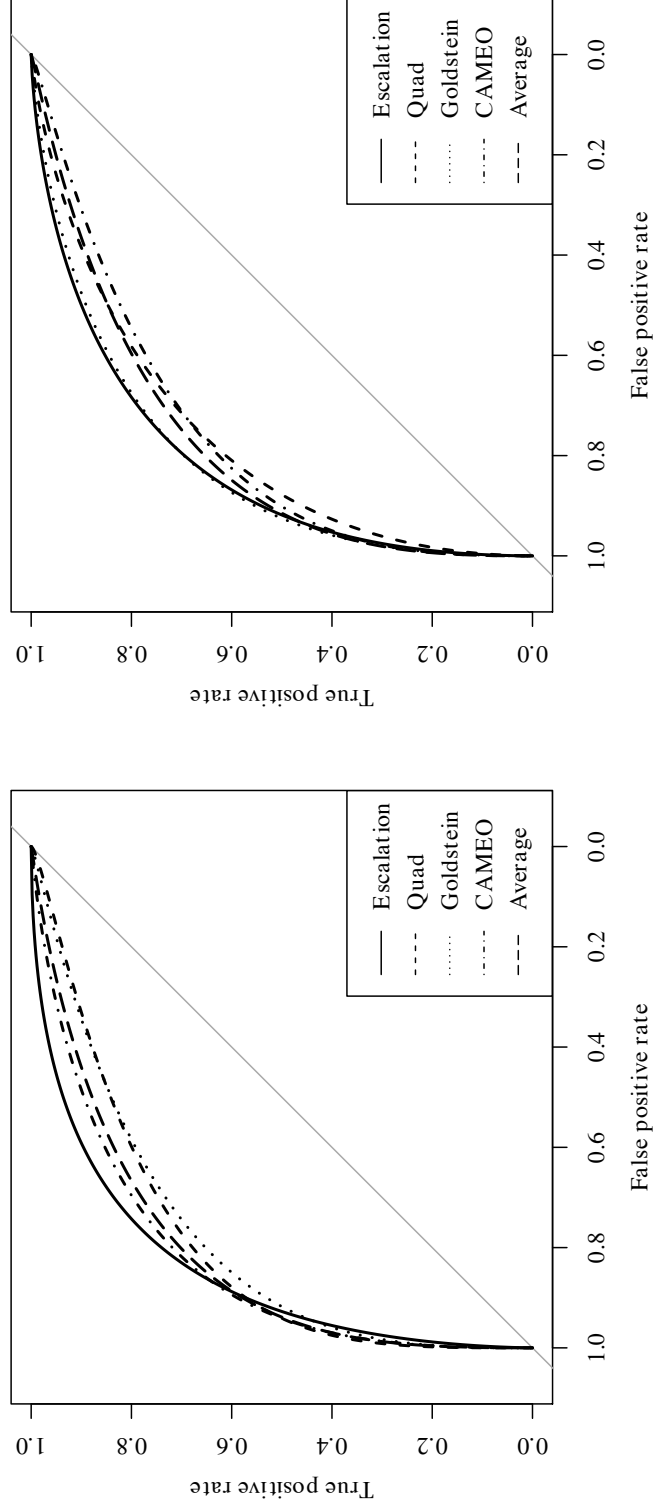 True positive rate
1.0
0.8
0.6
0.4
0.2
0.0
Escalation
Quad
Goldstein
CAMEO
Average
1.0 0.8 0.6 0.4 0.2 0.0
False positive rate
True positive rate
1.0
0.8
0.6
0.4
0.2
0.0
Escalation
Quad
Goldstein
CAMEO
Average
1.0 0.8 0.6 0.4 0.2 0.0
False positive rate